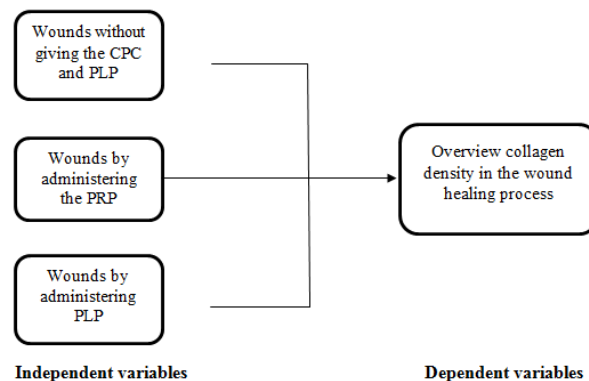 Wounds without
giving the CPC
and PLP
Wounds by
administering
the PRP
Wounds by
administering
PLP
Overview collagen
density in the wound
healing process
Independent variables
Dependent variables